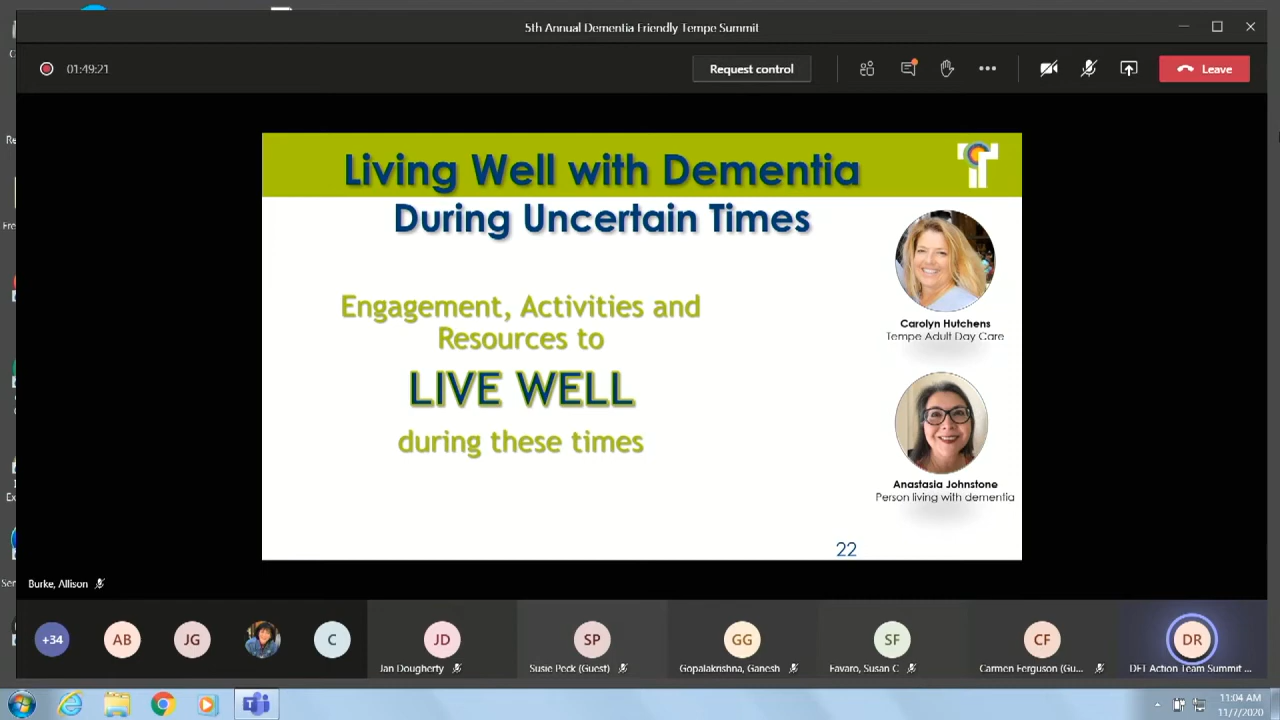 5th Annual Dementia Friendly Tempe Summit
01:49:21
Request control
Leave
Living Well with Dementia
During Uncertain Times
Engagement, Activities and
Resources to
LIVE WELL
during these times
Carolyn Hutchens
Tempe Adult Day Care
Anastasia Johnstone
Person living with dementia
22
Burke, Allison
+34
AB
JG
C
JD
SP
GG
SF
CF
DR
Jan Dougherty
Susie Peck (Guest)
Gopalakrishna, Ganesh
Favaro, Susan C
Carmen Ferguson (Gu...
DFT Action Team Summit ...
11:04 AM
11/7/2020